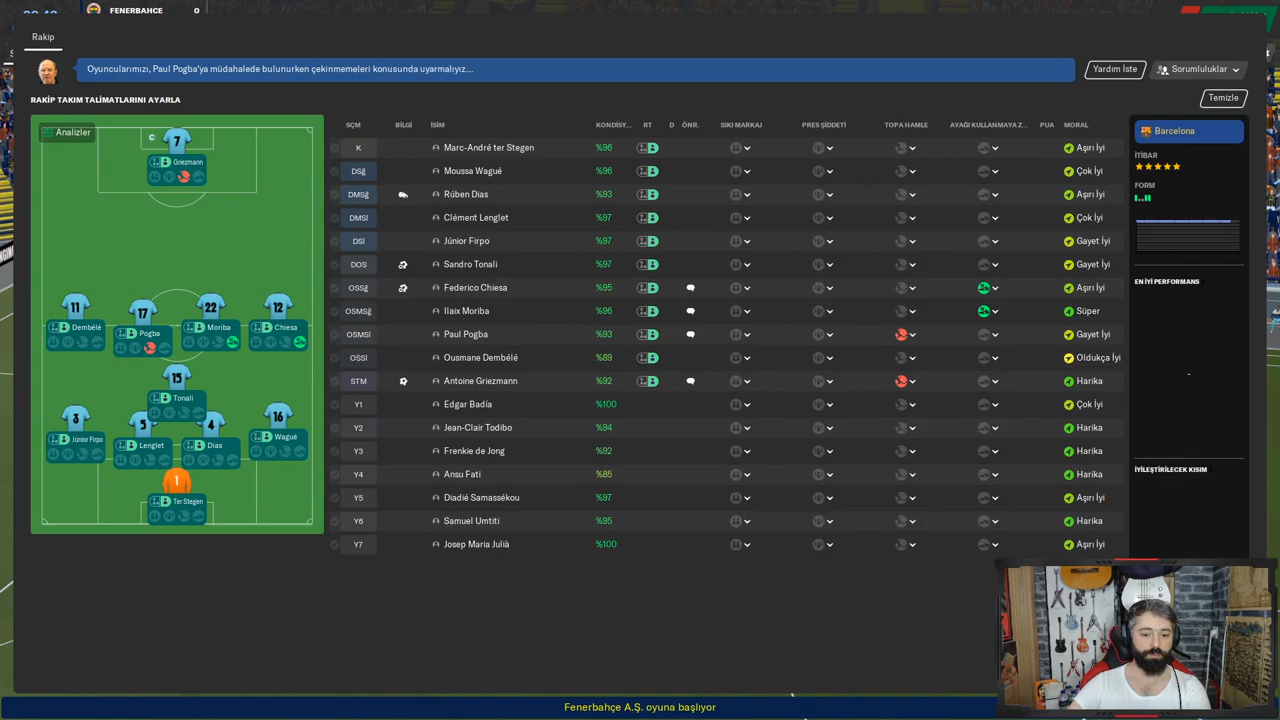 FENERBAHÇE 0
Rakip
Oyuncularımızı, Paul Pogba'ya müdahalede bulunurken çekinmemeleri konusunda uyarmalıyız....
Yardım İste
Sorumluluklar
RAKİP TAKIM TALİMATLARINI AYARLA
Temizle
Analizler
7
Griezmann
11
Dembélé
17
Pogba
22
Moriba
12
Chiesa
15
Tonali
3
Júnior Firpo
5
Lenglet
4
Dias
16
Wagué
1
Ter Stegen
SÇM BİLGİ İSİM KONDİSY... RT D ÖNR. SIKI MARKAJ PRES ŞİDDETİ TOPA HAMLE AYAĞI KULLANMAYA Z... PUA MORAL
K Marc-André ter Stegen %96 Aşırı İyi
DSğ Moussa Wagué %96 Çok İyi
DMSğ Rúben Dias %93 Aşırı İyi
DMSl Clément Lenglet %97 Çok İyi
DSl Júnior Firpo %97 Gayet İyi
DOS Sandro Tonali %97 Gayet İyi
OSSğ Federico Chiesa %95 Aşırı İyi
OSMSğ Ilaix Moriba %96 Süper
OSMSl Paul Pogba %93 Gayet İyi
OSSl Ousmane Dembélé %89 Oldukça İyi
STM Antoine Griezmann %92 Harika
Y1 Edgar Badía %100 Çok İyi
Y2 Jean-Clair Todibo %94 Harika
Y3 Frenkie de Jong %92 Harika
Y4 Ansu Fati %85 Harika
Y5 Diadié Samassékou %97 Aşırı İyi
Y6 Samuel Umtiti %95 Harika
Y7 Josep Maria Julià %100 Aşırı İyi
Barcelona
İTİBAR
FORM
EN İYİ PERFORMANS
-
İYİLEŞTİRİLECEK KISIM
Fenerbahçe A.Ş. oyuna başlıyor